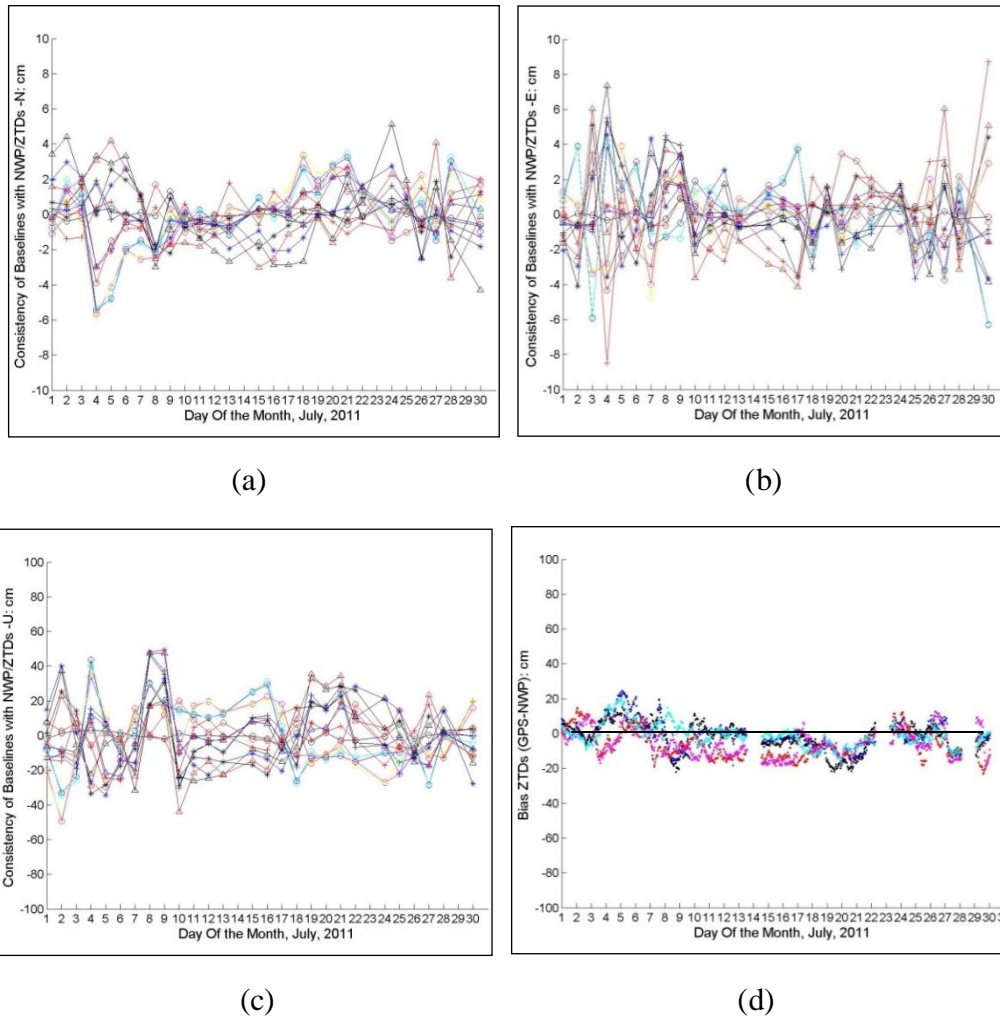 10
8
6
4
2
0
-2
-4
-6
-8
-10
Consistency of Baselines with NWP/ZTDs -N: cm
1 2 3 4 5 6 7 8 9 10 11 12 13 15 16 17 18 19 20 21 22 24 25 26 27 28 30
Day Of the Month, July, 2011
(a)
10
8
6
4
2
0
-2
-4
-6
-8
-10
Consistency of Baselines with NWP/ZTDs -E: cm
1 2 3 4 5 6 7 8 9 10 11 12 13 15 16 17 18 19 20 21 22 24 25 26 27 28 30
Day Of the Month, July, 2011
(b)
100
80
60
40
20
0
-20
-40
-60
-80
-100
Consistency of Baselines with NWP/ZTDs -U: cm
1 2 3 4 5 6 7 8 9 10 11 12 13 15 16 17 18 19 20 21 22 24 25 26 27 28 29 30
Day Of the Month, July, 2011
(c)
100
80
60
40
20
0
-20
-40
-60
-80
-100
Bias ZTDs (GPS-NWP): cm
1 2 3 4 5 6 7 8 9 10 11 12 13 14 15 16 17 18 19 20 21 22 23 24 25 26 27 28 29 30
Day Of the Month, July, 2011
(d)